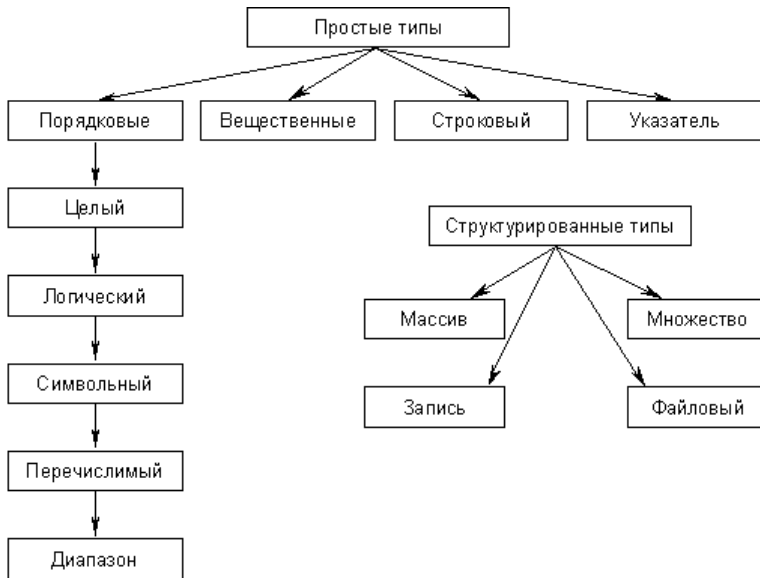 Простые типы
Порядковые
Вещественные
Строковый
Указатель
Целый
Структурированные типы
Логический
Массив
Множество
Символьный
Запись
Файловый
Перечислимый
Диапазон